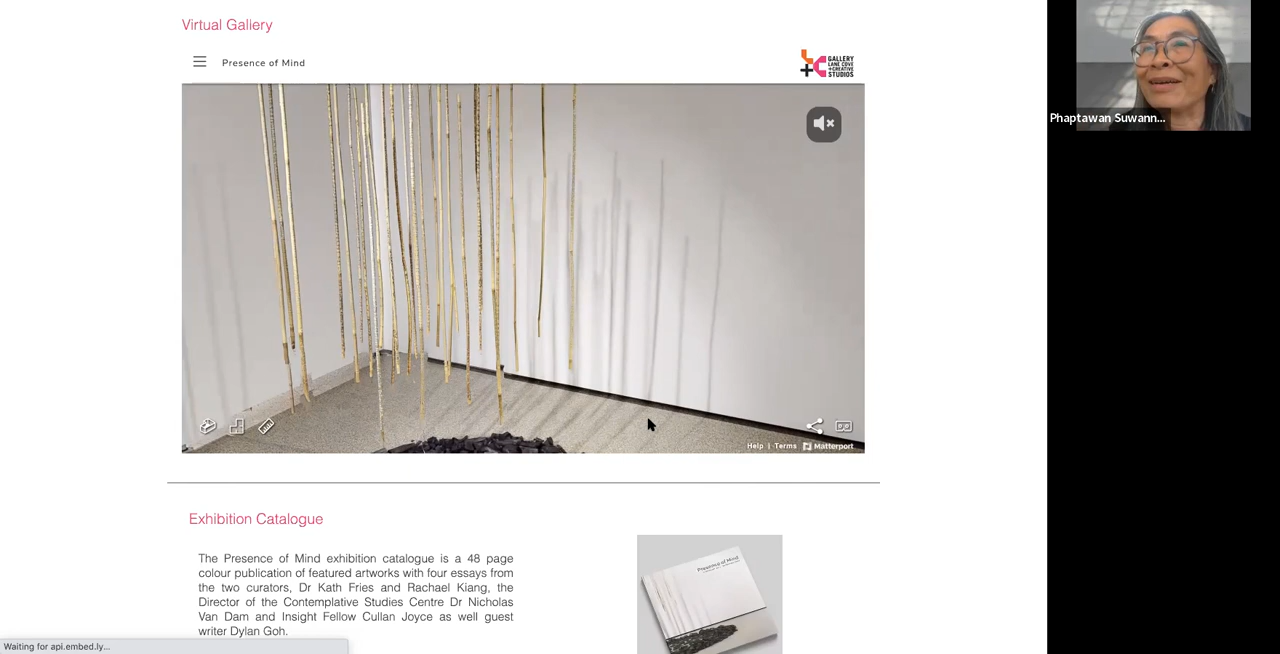 Virtual Gallery
Presence of Mind
GALLERY
LANE COVE
+CREATIVE
STUDIOS
Phaptawan Suwann...
Help | Terms
Matterport
Exhibition Catalogue
The Presence of Mind exhibition catalogue is a 48 page
colour publication of featured artworks with four essays from
the two curators, Dr Kath Fries and Rachael Kiang, the
Director of the Contemplative Studies Centre Dr Nicholas
Van Dam and Insight Fellow Cullan Joyce as well guest
writer Dylan Goh.
Presence of Mind
Waiting for api.embed.ly...